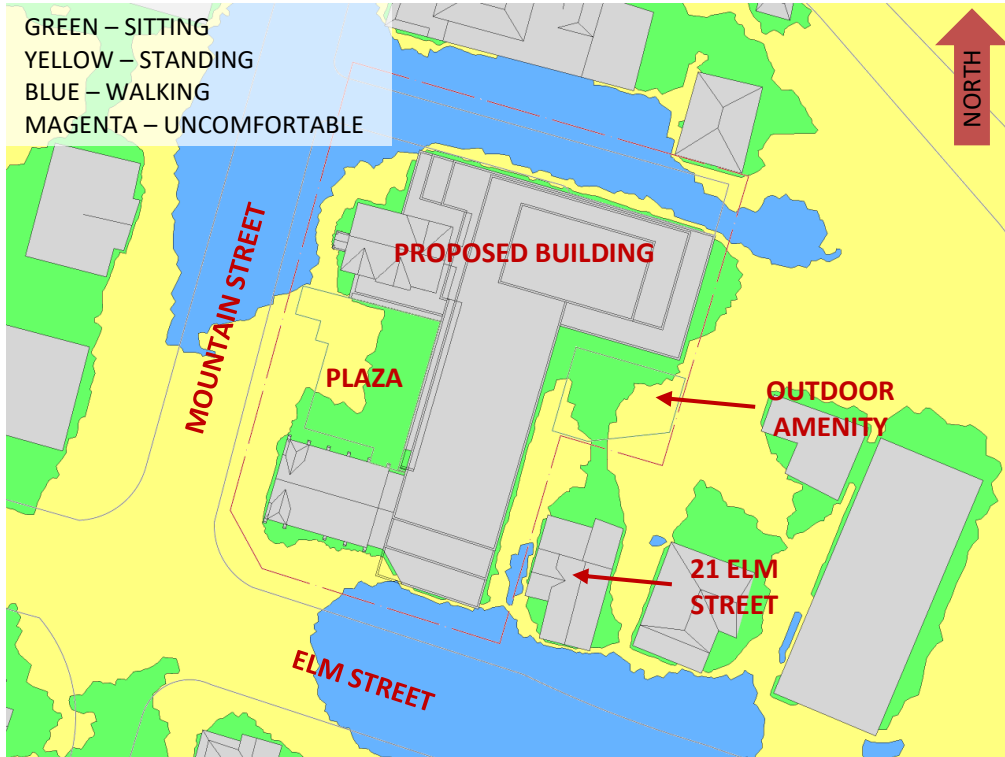 GREEN – SITTING
YELLOW – STANDING
BLUE – WALKING
MAGENTA – UNCOMFORTABLE
NORTH
MOUNTAIN STREET
PROPOSED BUILDING
PLAZA
OUTDOOR
AMENITY
21 ELM
STREET
ELM STREET